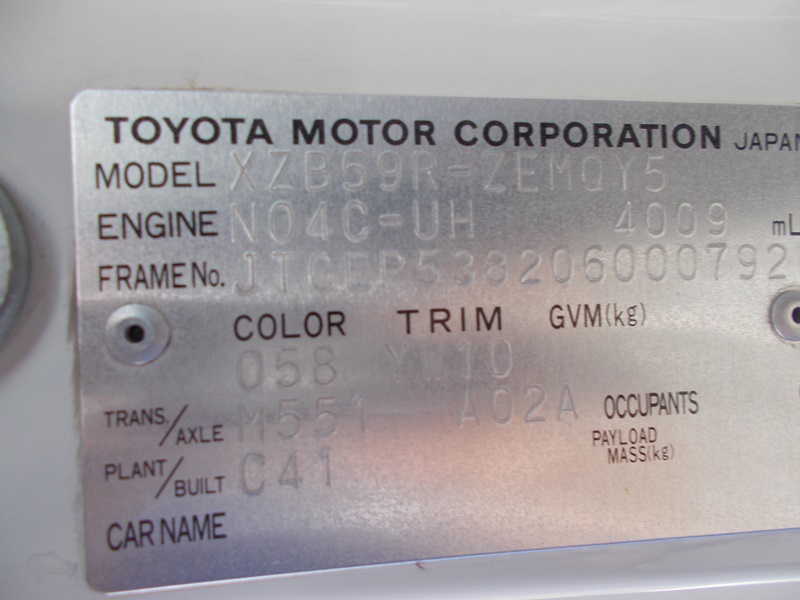 TOYOTA MOTOR CORPORATION JAPAN
MODEL XZB59R-ZEMQY5
ENGINE N04C-UH 4009 mL
FRAME No. JTGEP538206000792
COLOR TRIM GVM(kg)
058 YW10
TRANS./AXLE M551 A02A OCCUPANTS
PAYLOAD MASS(kg)
PLANT/BUILT C41
CAR NAME